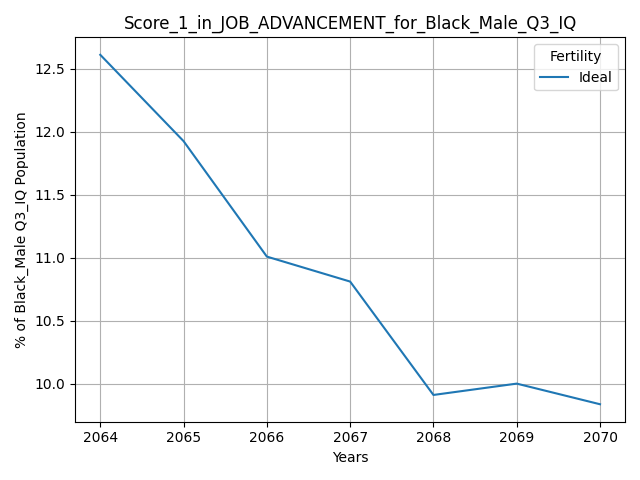 Score_1_in_JOB_ADVANCEMENT_for_Black_Male_Q3_IQ
Fertility
Ideal
% of Black_Male Q3_IQ Population
12.5
12.0
11.5
11.0
10.5
10.0
2064 2065 2066 2067 2068 2069 2070
Years